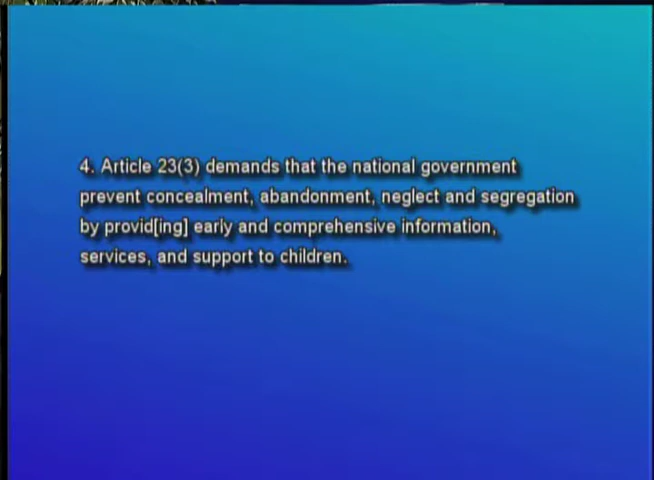 4. Article 23(3) demands that the national government
prevent concealment, abandonment, neglect and segregation
by provid[ing] early and comprehensive information,
services, and support to children.